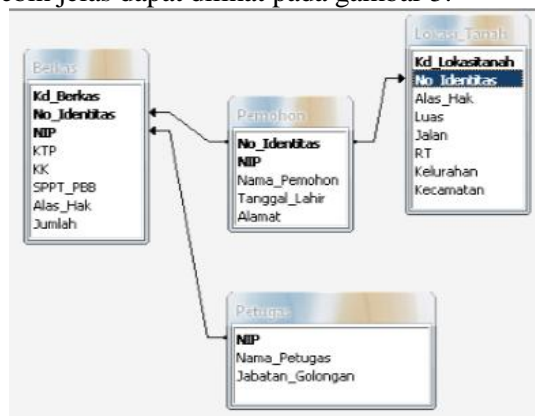 Berkas
Kd_Berkas
No_Identitas
NIP
KTP
KK
SPPT_PBB
Alas_Hak
Jumlah
Pemohon
No_Identitas
NIP
Nama_Pemohon
Tanggal_Lahir
Alamat
Lokasi_Tanah
Kd_Lokasitanah
No_Identitas
Alas_Hak
Luas
Jalan
RT
Kelurahan
Kecamatan
Petugas
NIP
Nama_Petugas
Jabatan_Golongan